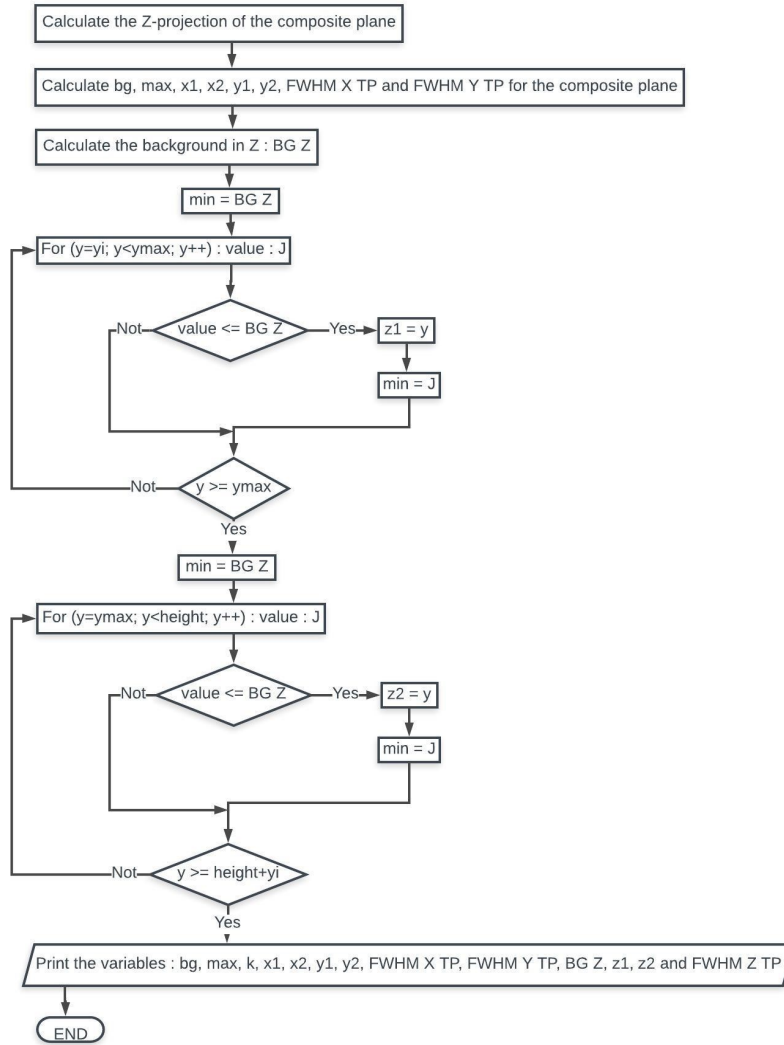 Calculate the Z-projection of the composite plane
Calculate bg, max, x1, x2, y1, y2, FWHM X TP and FWHM Y TP for the composite plane
Calculate the background in Z : BG Z
min = BG Z
For (y=yi; y<ymax; y++) : value : J
Not
value <= BG Z
Yes
z1 = y
min = J
Not
y >= ymax
Yes
min = BG Z
For (y=ymax; y<height; y++) : value : J
Not
value <= BG Z
Yes
z2 = y
min = J
Not
y >= height+yi
Yes
Print the variables : bg, max, k, x1, x2, y1, y2, FWHM X TP, FWHM Y TP, BG Z, z1, z2 and FWHM Z TP
END